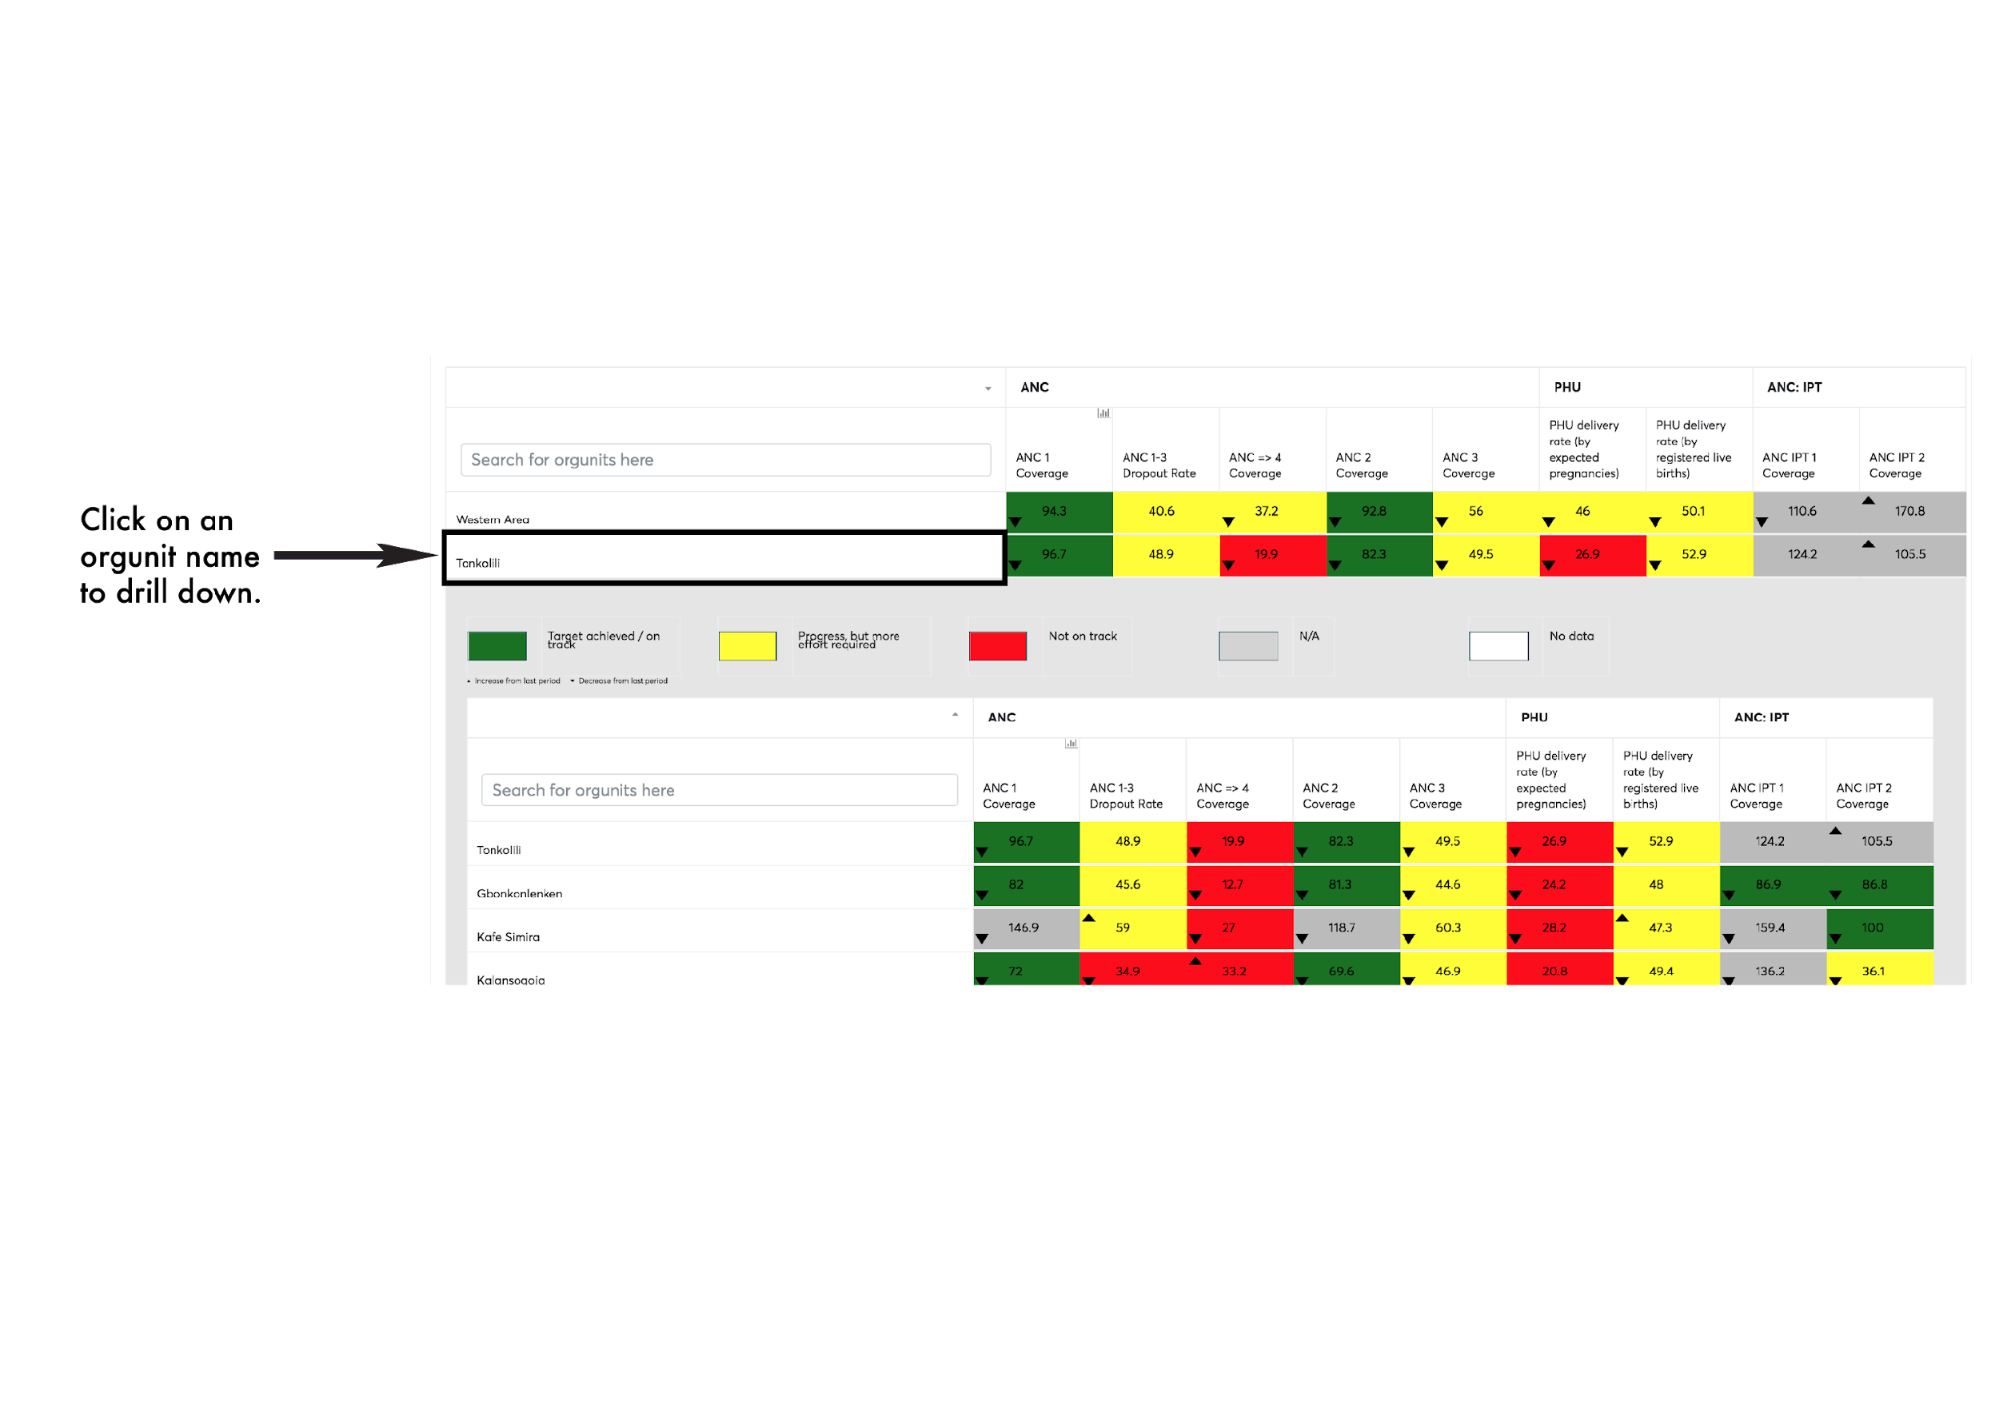 Click on an
orgunit name
to drill down.
ANC PHU ANC: IPT
Search for orgunits here
ANC 1 Coverage
ANC 1-3 Dropout Rate
ANC => 4 Coverage
ANC 2 Coverage
ANC 3 Coverage
PHU delivery rate (by expected pregnancies)
PHU delivery rate (by registered live births)
ANC IPT 1 Coverage
ANC IPT 2 Coverage
Western Area 94.3 40.6 37.2 92.8 56 46 50.1 110.6 170.8
Tonkolili 96.7 48.9 19.9 82.3 49.5 26.9 52.9 124.2 105.5
Target achieved / on track
Progress, but more effort required
Not on track
N/A
No data
Increase from last period Decrease from last period
ANC PHU ANC: IPT
Search for orgunits here
ANC 1 Coverage
ANC 1-3 Dropout Rate
ANC => 4 Coverage
ANC 2 Coverage
ANC 3 Coverage
PHU delivery rate (by expected pregnancies)
PHU delivery rate (by registered live births)
ANC IPT 1 Coverage
ANC IPT 2 Coverage
Tonkolili 96.7 48.9 19.9 82.3 49.5 26.9 52.9 124.2 105.5
Gbonkonlenken 82 45.6 12.7 81.3 44.6 24.2 48 86.9 86.8
Kafe Simira 146.9 59 27 118.7 60.3 28.2 47.3 159.4 100
Kalansogoia 72 34.9 33.2 69.6 46.9 20.8 49.4 136.2 36.1